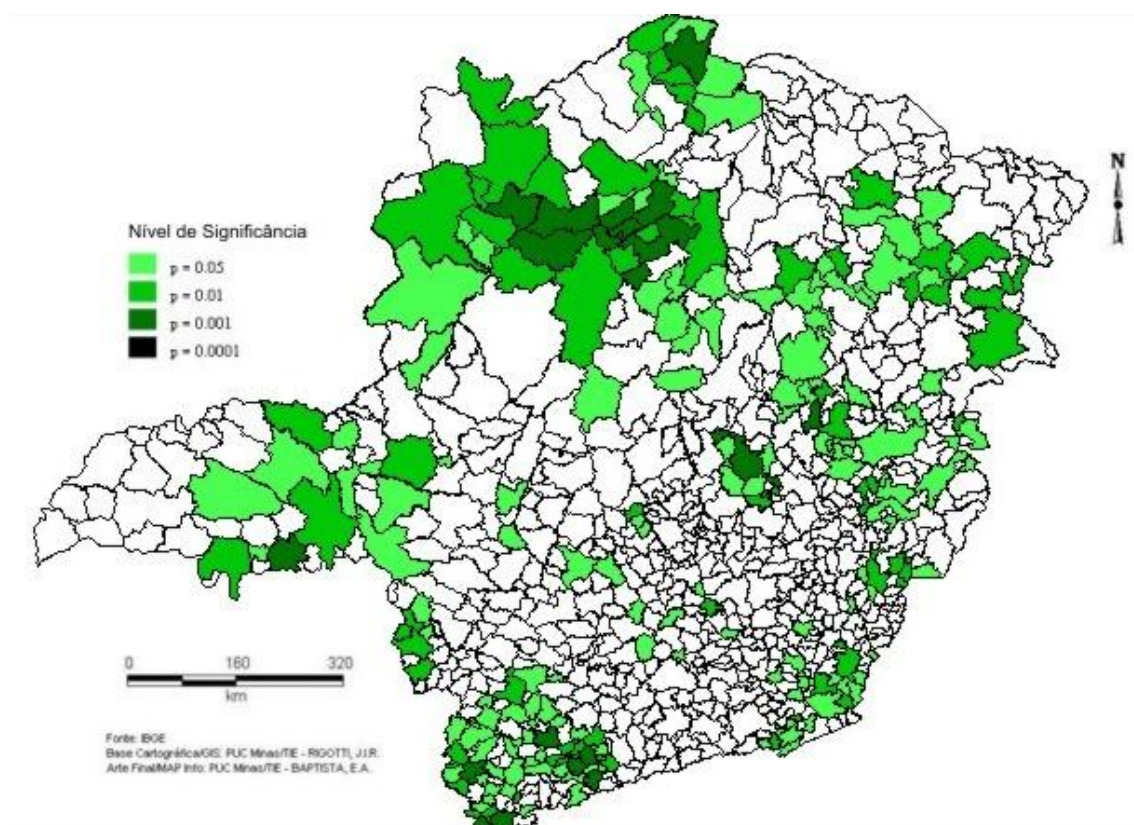 N
Nível de Significância
p = 0.05
p = 0.01
p = 0.001
p = 0.0001
0 160 320
km
Fonte: IBGE
Base Cartográfica/GIS: PUC Minas/TIE - RIGOTTI, J.I.R.
Arte Final/MAP Info: PUC Minas/TIE - BAPTISTA, E.A.